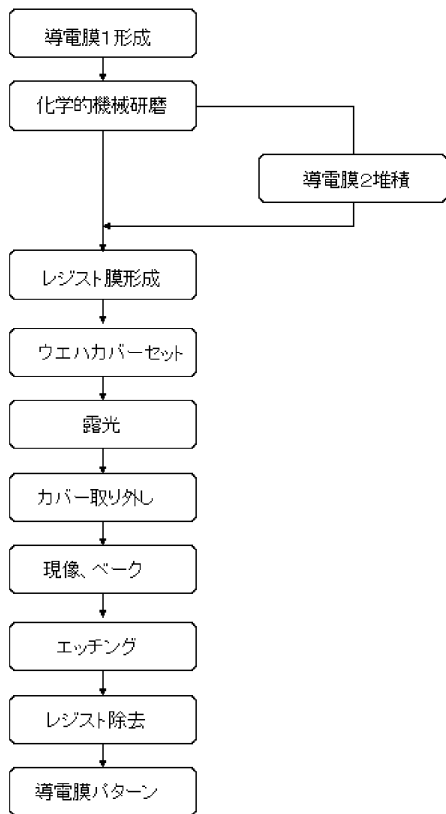 導電膜1形成
化学的機械研磨
導電膜2堆積
レジスト膜形成
ウエハカバーセット
露光
カバー取り外し
現像、ベーク
エッチング
レジスト除去
導電膜パターン